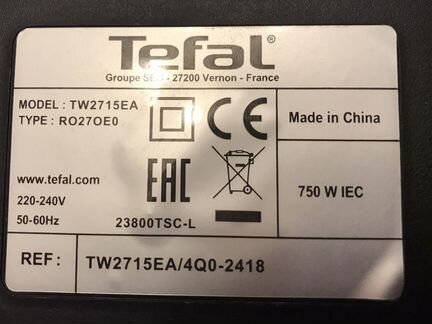 Tefal
Groupe SEB - 27200 Vernon - France
MODEL : TW2715EA
TYPE : RO27OE0
CE
Made in China
www.tefal.com
EAC
750 W IEC
220-240V
50-60Hz
23800TSC-L
REF :
TW2715EA/4Q0-2418